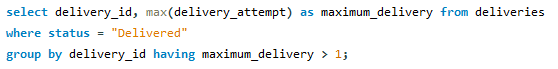 select delivery_id, max(delivery_attempt) as maximum_delivery from deliveries
where status = "Delivered"
group by delivery_id having maximum_delivery > 1;